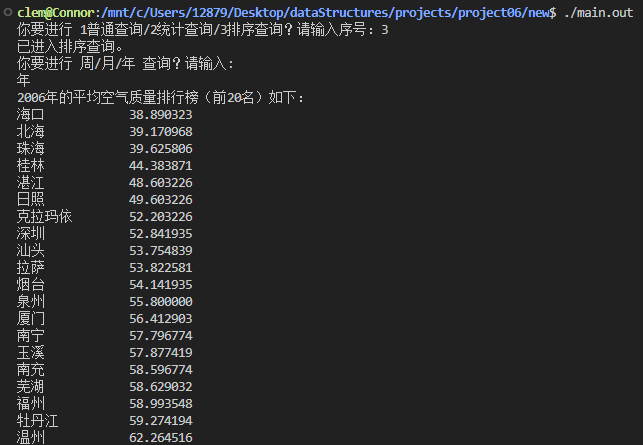 clem@Connor:/mnt/c/Users/12879/Desktop/dataStructures/projects/project06/new$ ./main.out
你要进行 1普通查询/2统计查询/3排序查询？请输入序号：3
已进入排序查询。
你要进行 周/月/年 查询？请输入：
年
2006年的平均空气质量排行榜（前20名）如下：
海口 38.890323
北海 39.170968
珠海 39.625806
桂林 44.383871
湛江 48.603226
日照 49.603226
克拉玛依 52.203226
深圳 52.841935
汕头 53.754839
拉萨 53.822581
烟台 54.141935
泉州 55.800000
厦门 56.412903
南宁 57.796774
玉溪 57.877419
南充 58.596774
芜湖 58.629032
福州 58.993548
牡丹江 59.274194
温州 62.264516